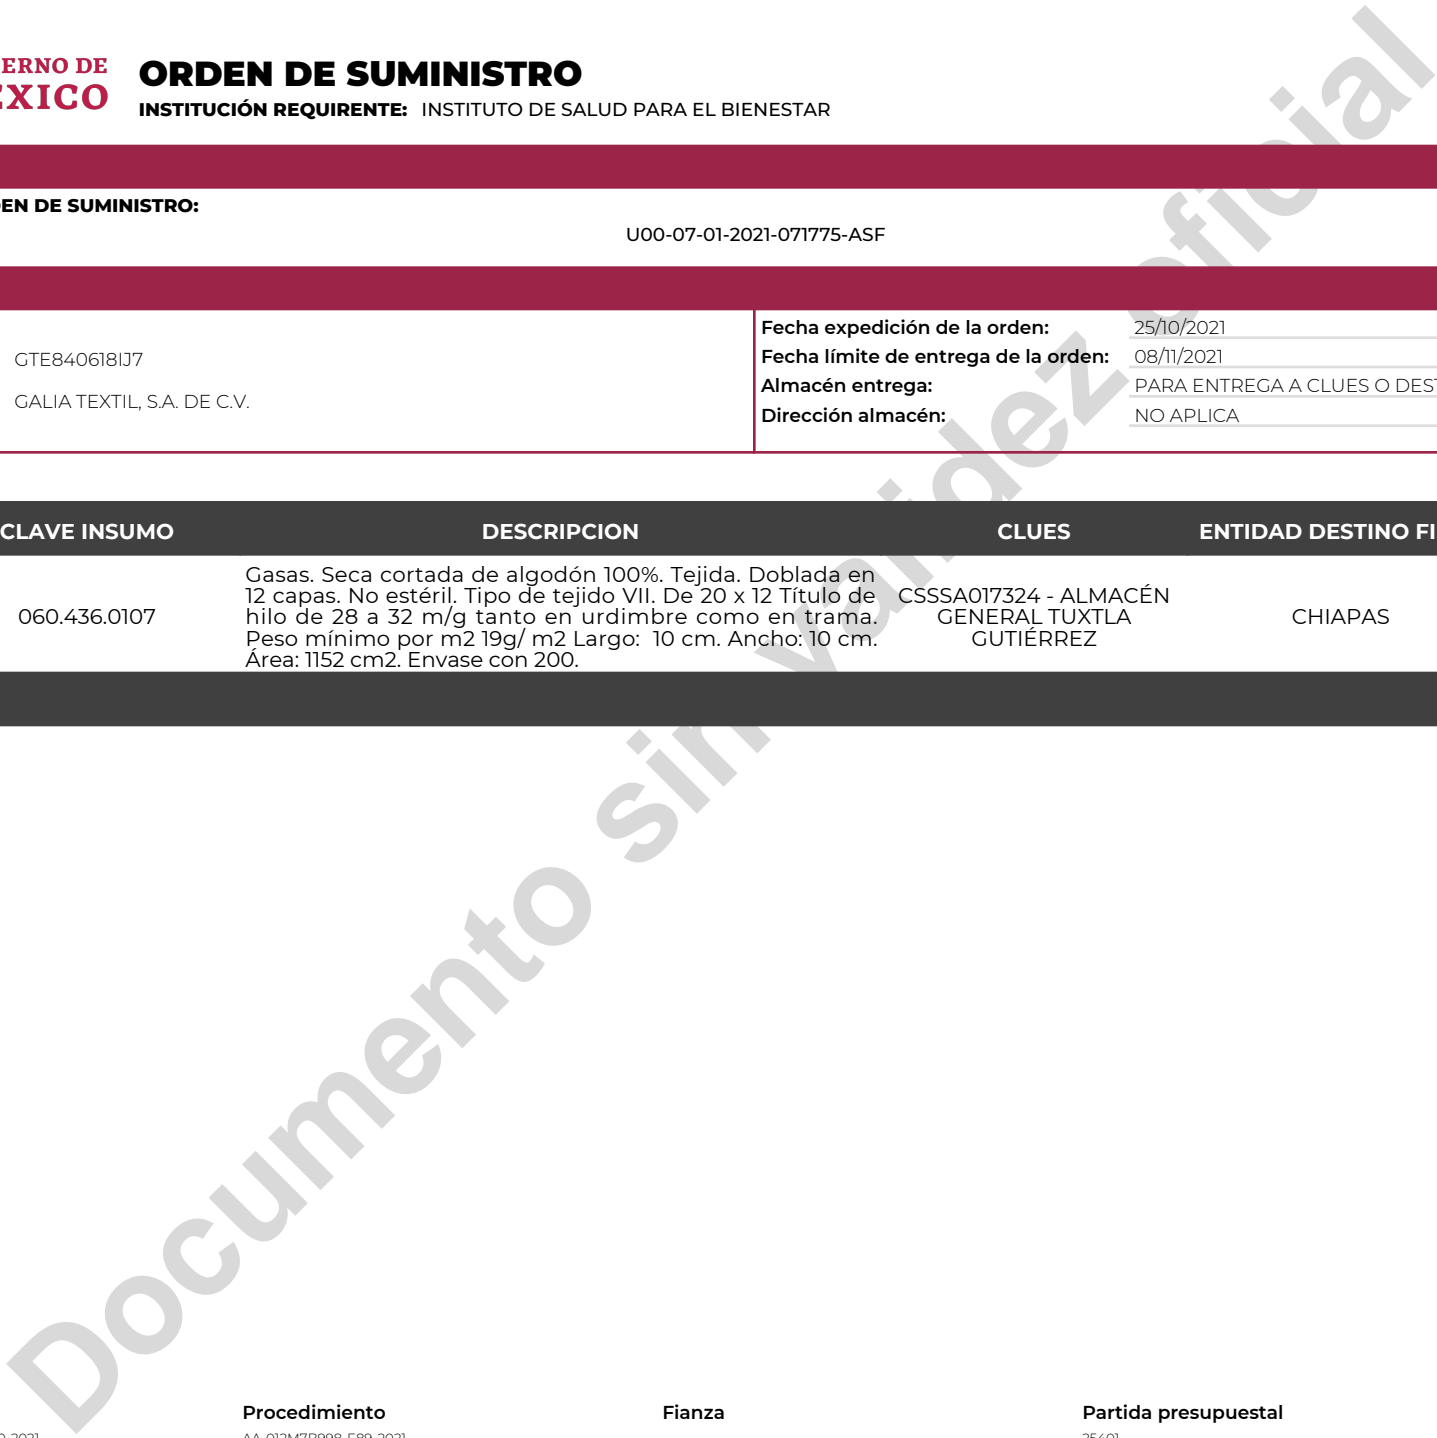 ERNO DE
EXICO
ORDEN DE SUMINISTRO
INSTITUCIÓN REQUIRENTE: INSTITUTO DE SALUD PARA EL BIENESTAR
EN DE SUMINISTRO:
U00-07-01-2021-071775-ASF
GTE840618IJ7
GALIA TEXTIL, S.A. DE C.V.
Fecha expedición de la orden: 25/10/2021
Fecha límite de entrega de la orden: 08/11/2021
Almacén entrega: PARA ENTREGA A CLUES O DEST
Dirección almacén: NO APLICA
CLAVE INSUMO DESCRIPCION CLUES ENTIDAD DESTINO FI
060.436.0107
Gasas. Seca cortada de algodón 100%. Tejida. Doblada en
12 capas. No estéril. Tipo de tejido VII. De 20 x 12 Título de
hilo de 28 a 32 m/g tanto en urdimbre como en trama.
Peso mínimo por m2 19g/ m2 Largo: 10 cm. Ancho: 10 cm.
Área: 1152 cm2. Envase con 200.
CSSSA017324 - ALMACÉN
GENERAL TUXTLA
GUTIÉRREZ
CHIAPAS
Documento sin validez oficial
Procedimiento Fianza Partida presupuestal